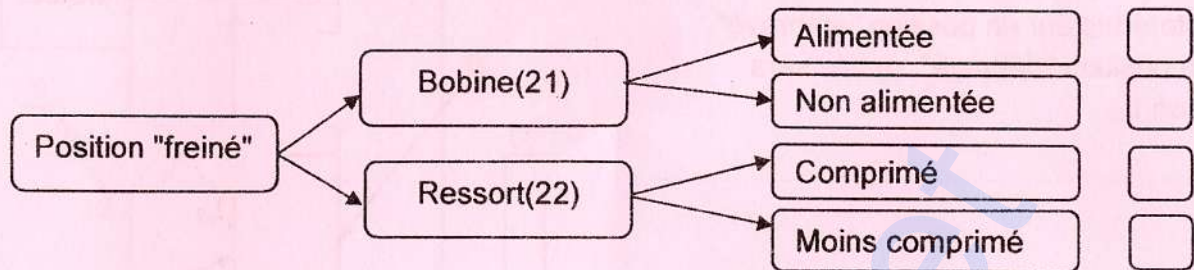 Alimentée
Bobine(21)
Non alimentée
Position "freiné"
Comprimé
Ressort(22)
Moins comprimé